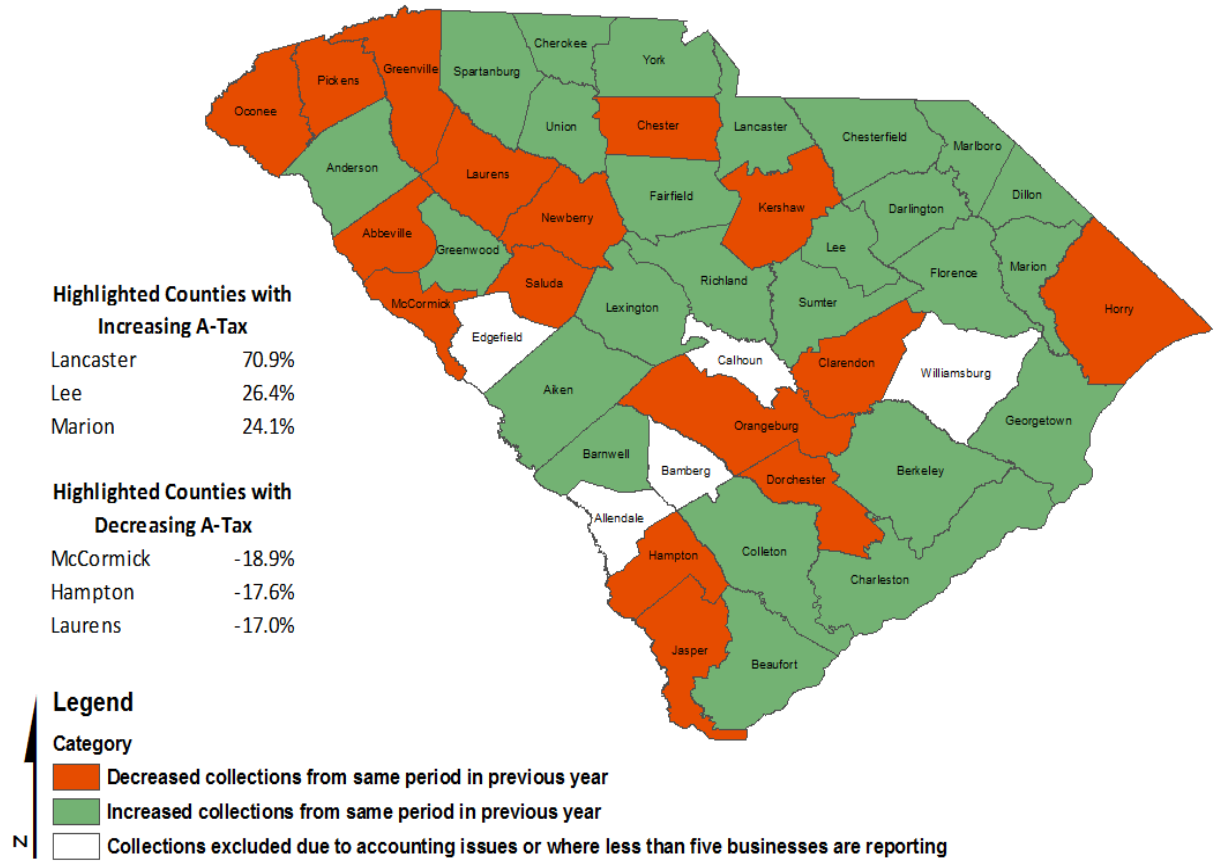 Cherokee
York
Spartanburg
Greenville
Pickens
Oconee
Union
Chester
Lancaster
Chesterfield
Marlboro
Anderson
Laurens
Dillon
Fairfield
Kershaw
Darlington
Newberry
Abbeville
Greenwood
Lee
Florence
Marion
Richland
Saluda
McCormick
Lexington
Sumter
Horry
Edgefield
Calhoun
Clarendon
Williamsburg
Aiken
Georgetown
Orangeburg
Barnwell
Bamberg
Berkeley
Dorchester
Allendale
Hampton
Colleton
Charleston
Jasper
Beaufort
Highlighted Counties with
Increasing A-Tax
Lancaster 70.9%
Lee 26.4%
Marion 24.1%
Highlighted Counties with
Decreasing A-Tax
McCormick -18.9%
Hampton -17.6%
Laurens -17.0%
Legend
Category
Decreased collections from same period in previous year
Increased collections from same period in previous year
Collections excluded due to accounting issues or where less than five businesses are reporting
N